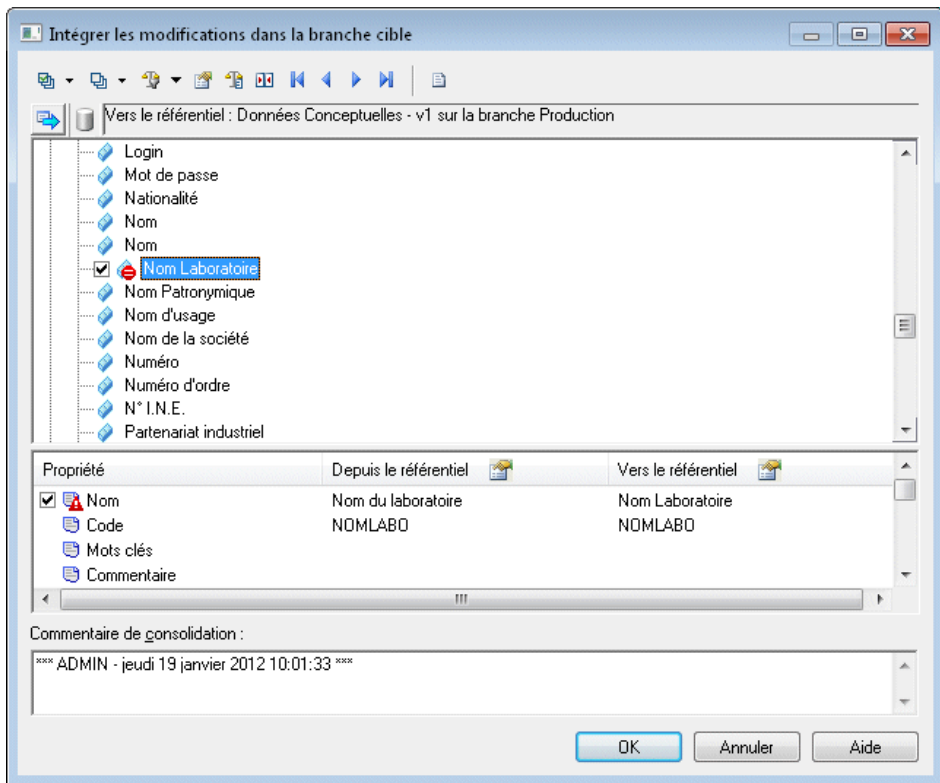 Intégrer les modifications dans la branche cible
Vers le référentiel : Données Conceptuelles - v1 sur la branche Production
Login
Mot de passe
Nationalité
Nom
Nom
Nom Laboratoire
Nom Patronymique
Nom d'usage
Nom de la société
Numéro
Numéro d'ordre
N° I.N.E.
Partenariat industriel
Propriété Depuis le référentiel Vers le référentiel
Nom Nom du laboratoire Nom Laboratoire
Code NOMLABO NOMLABO
Mots clés
Commentaire
Commentaire de consolidation :
*** ADMIN - jeudi 19 janvier 2012 10:01:33 ***
OK Annuler Aide